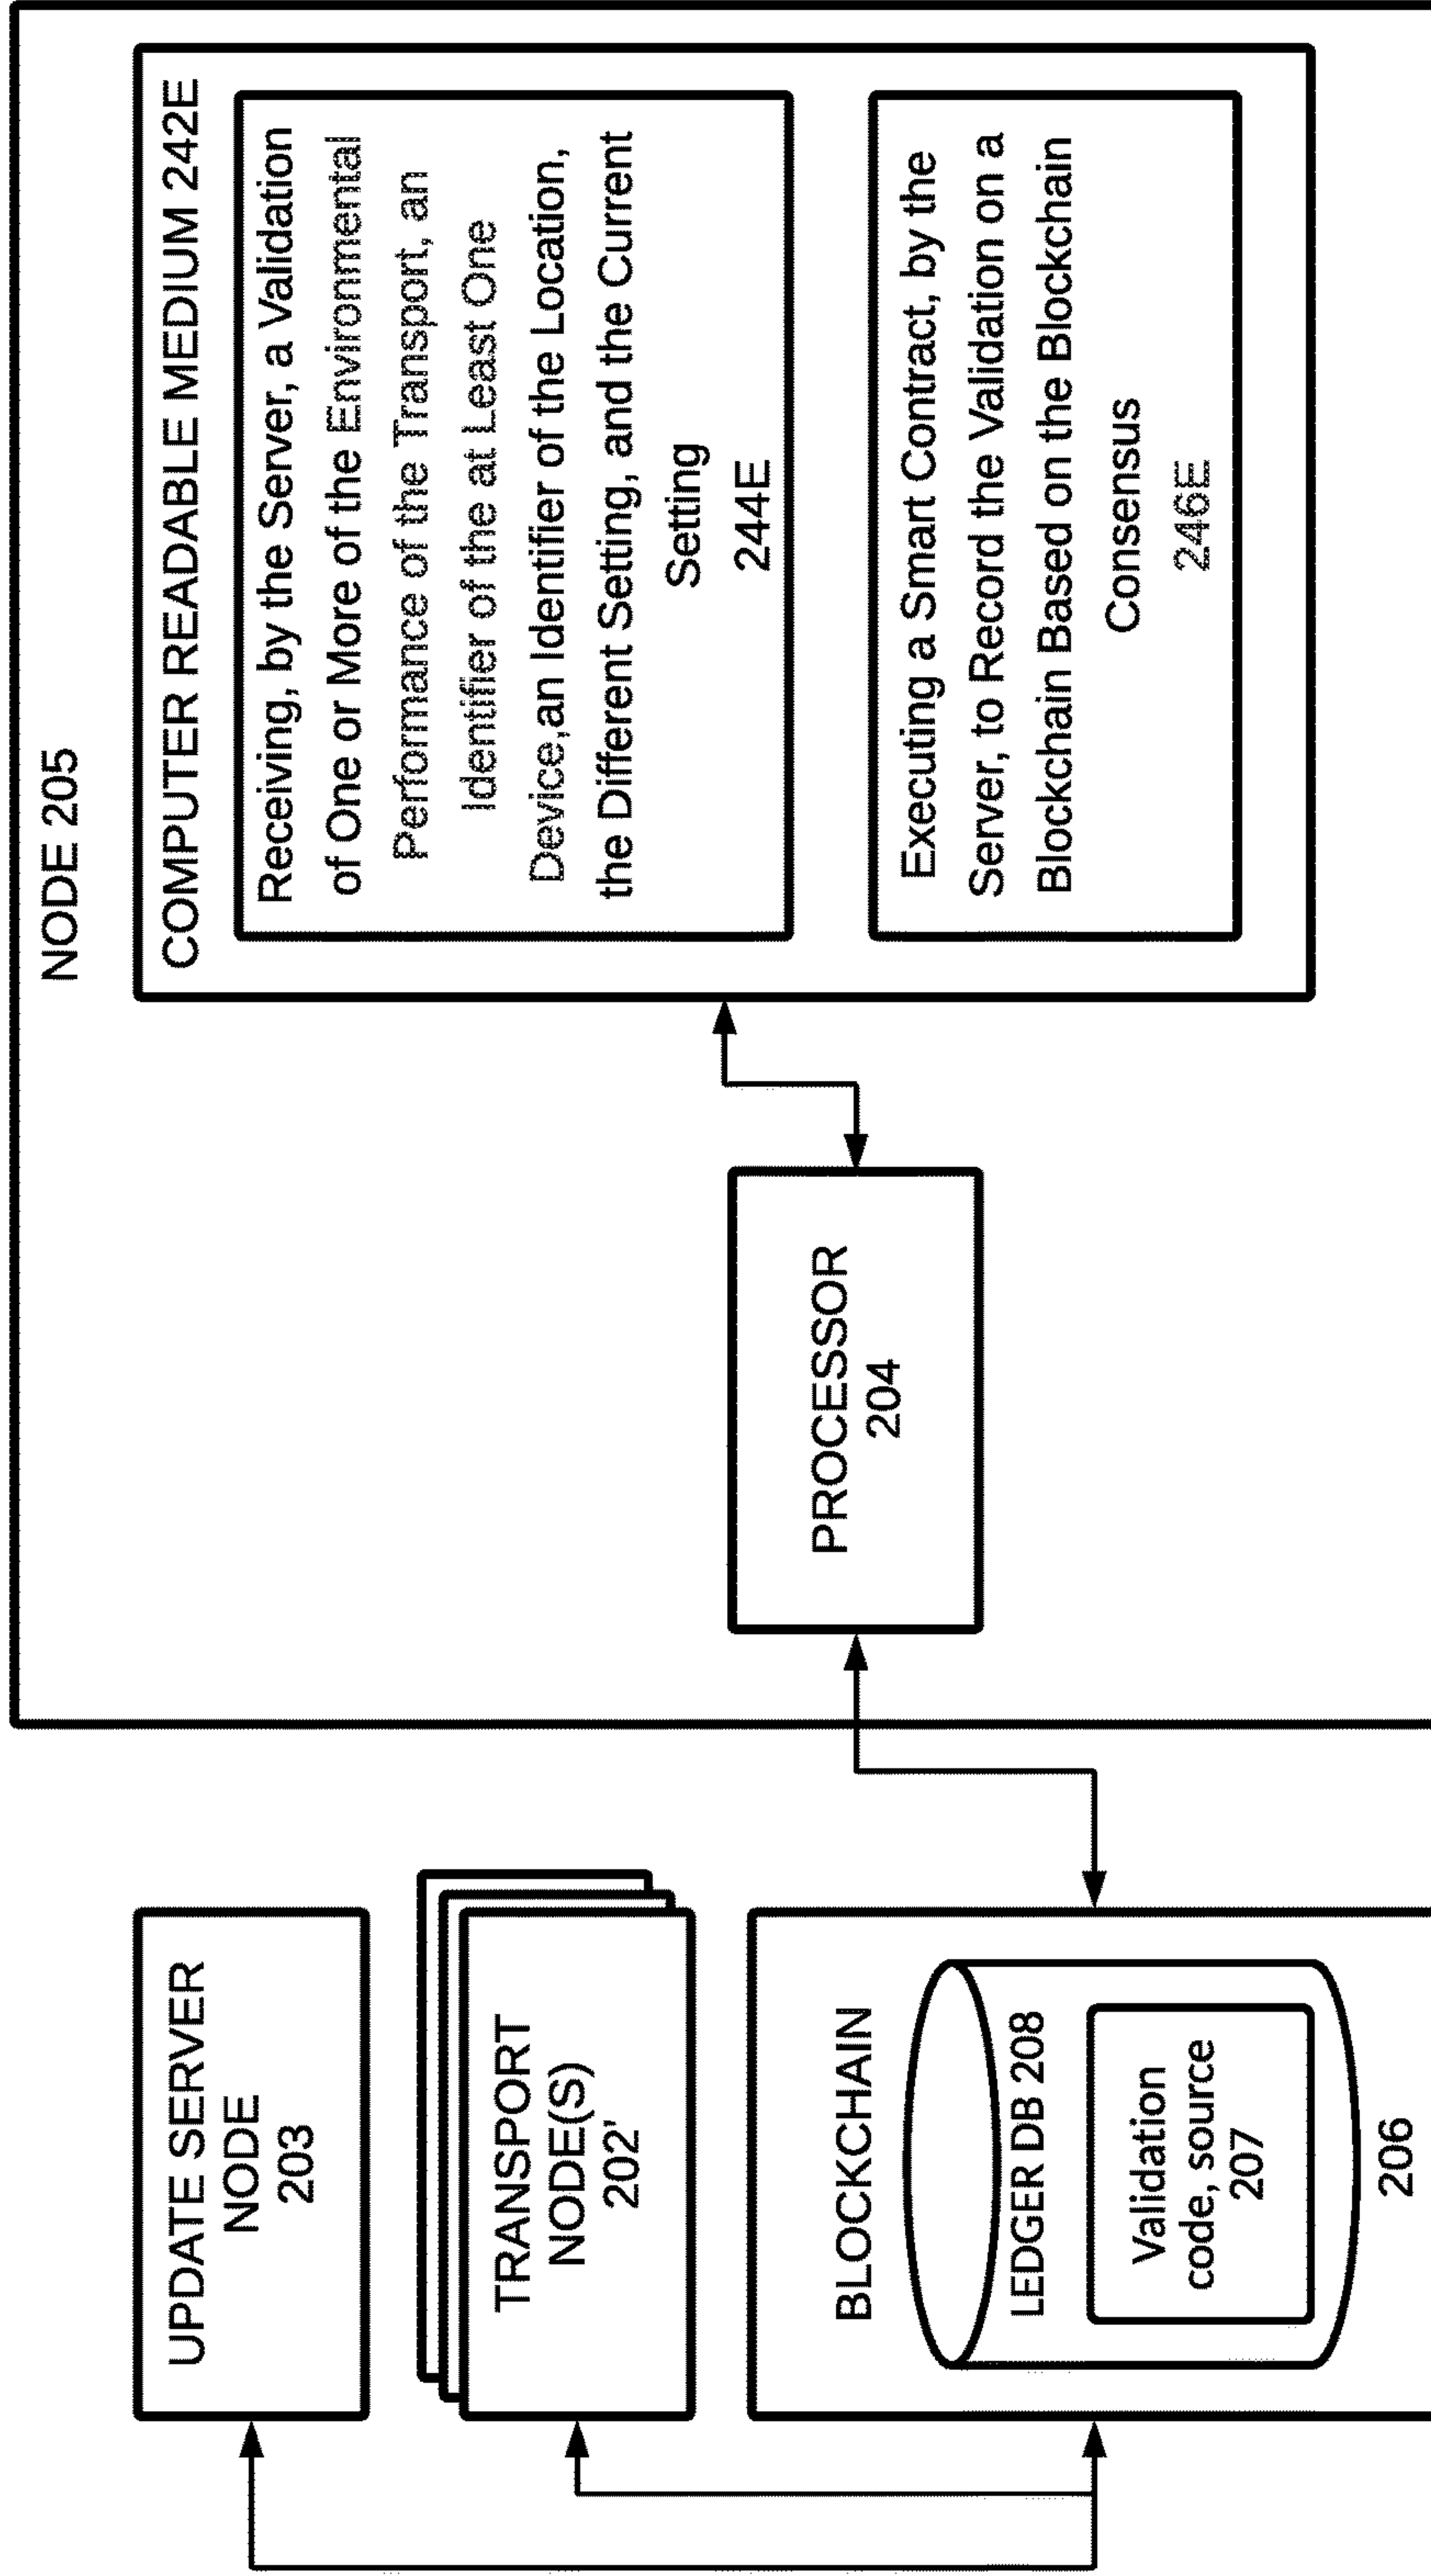 NODE 205
COMPUTER READABLE MEDIUM 242E
Receiving, by the Server, a Validation
of One or More of the Environmental
Performance of the Transport, an
Identifier of the at Least One
Device,an Identifier of the Location,
the Different Setting, and the Current
Setting
244E
Executing a Smart Contract, by the
Server, to Record the Validation on a
Blockchain Based on the Blockchain
Consensus
246E
PROCESSOR
204
UPDATE SERVER
NODE
203
TRANSPORT
NODE(S)
202'
BLOCKCHAIN
LEDGER DB 208
Validation
code, source
207
206